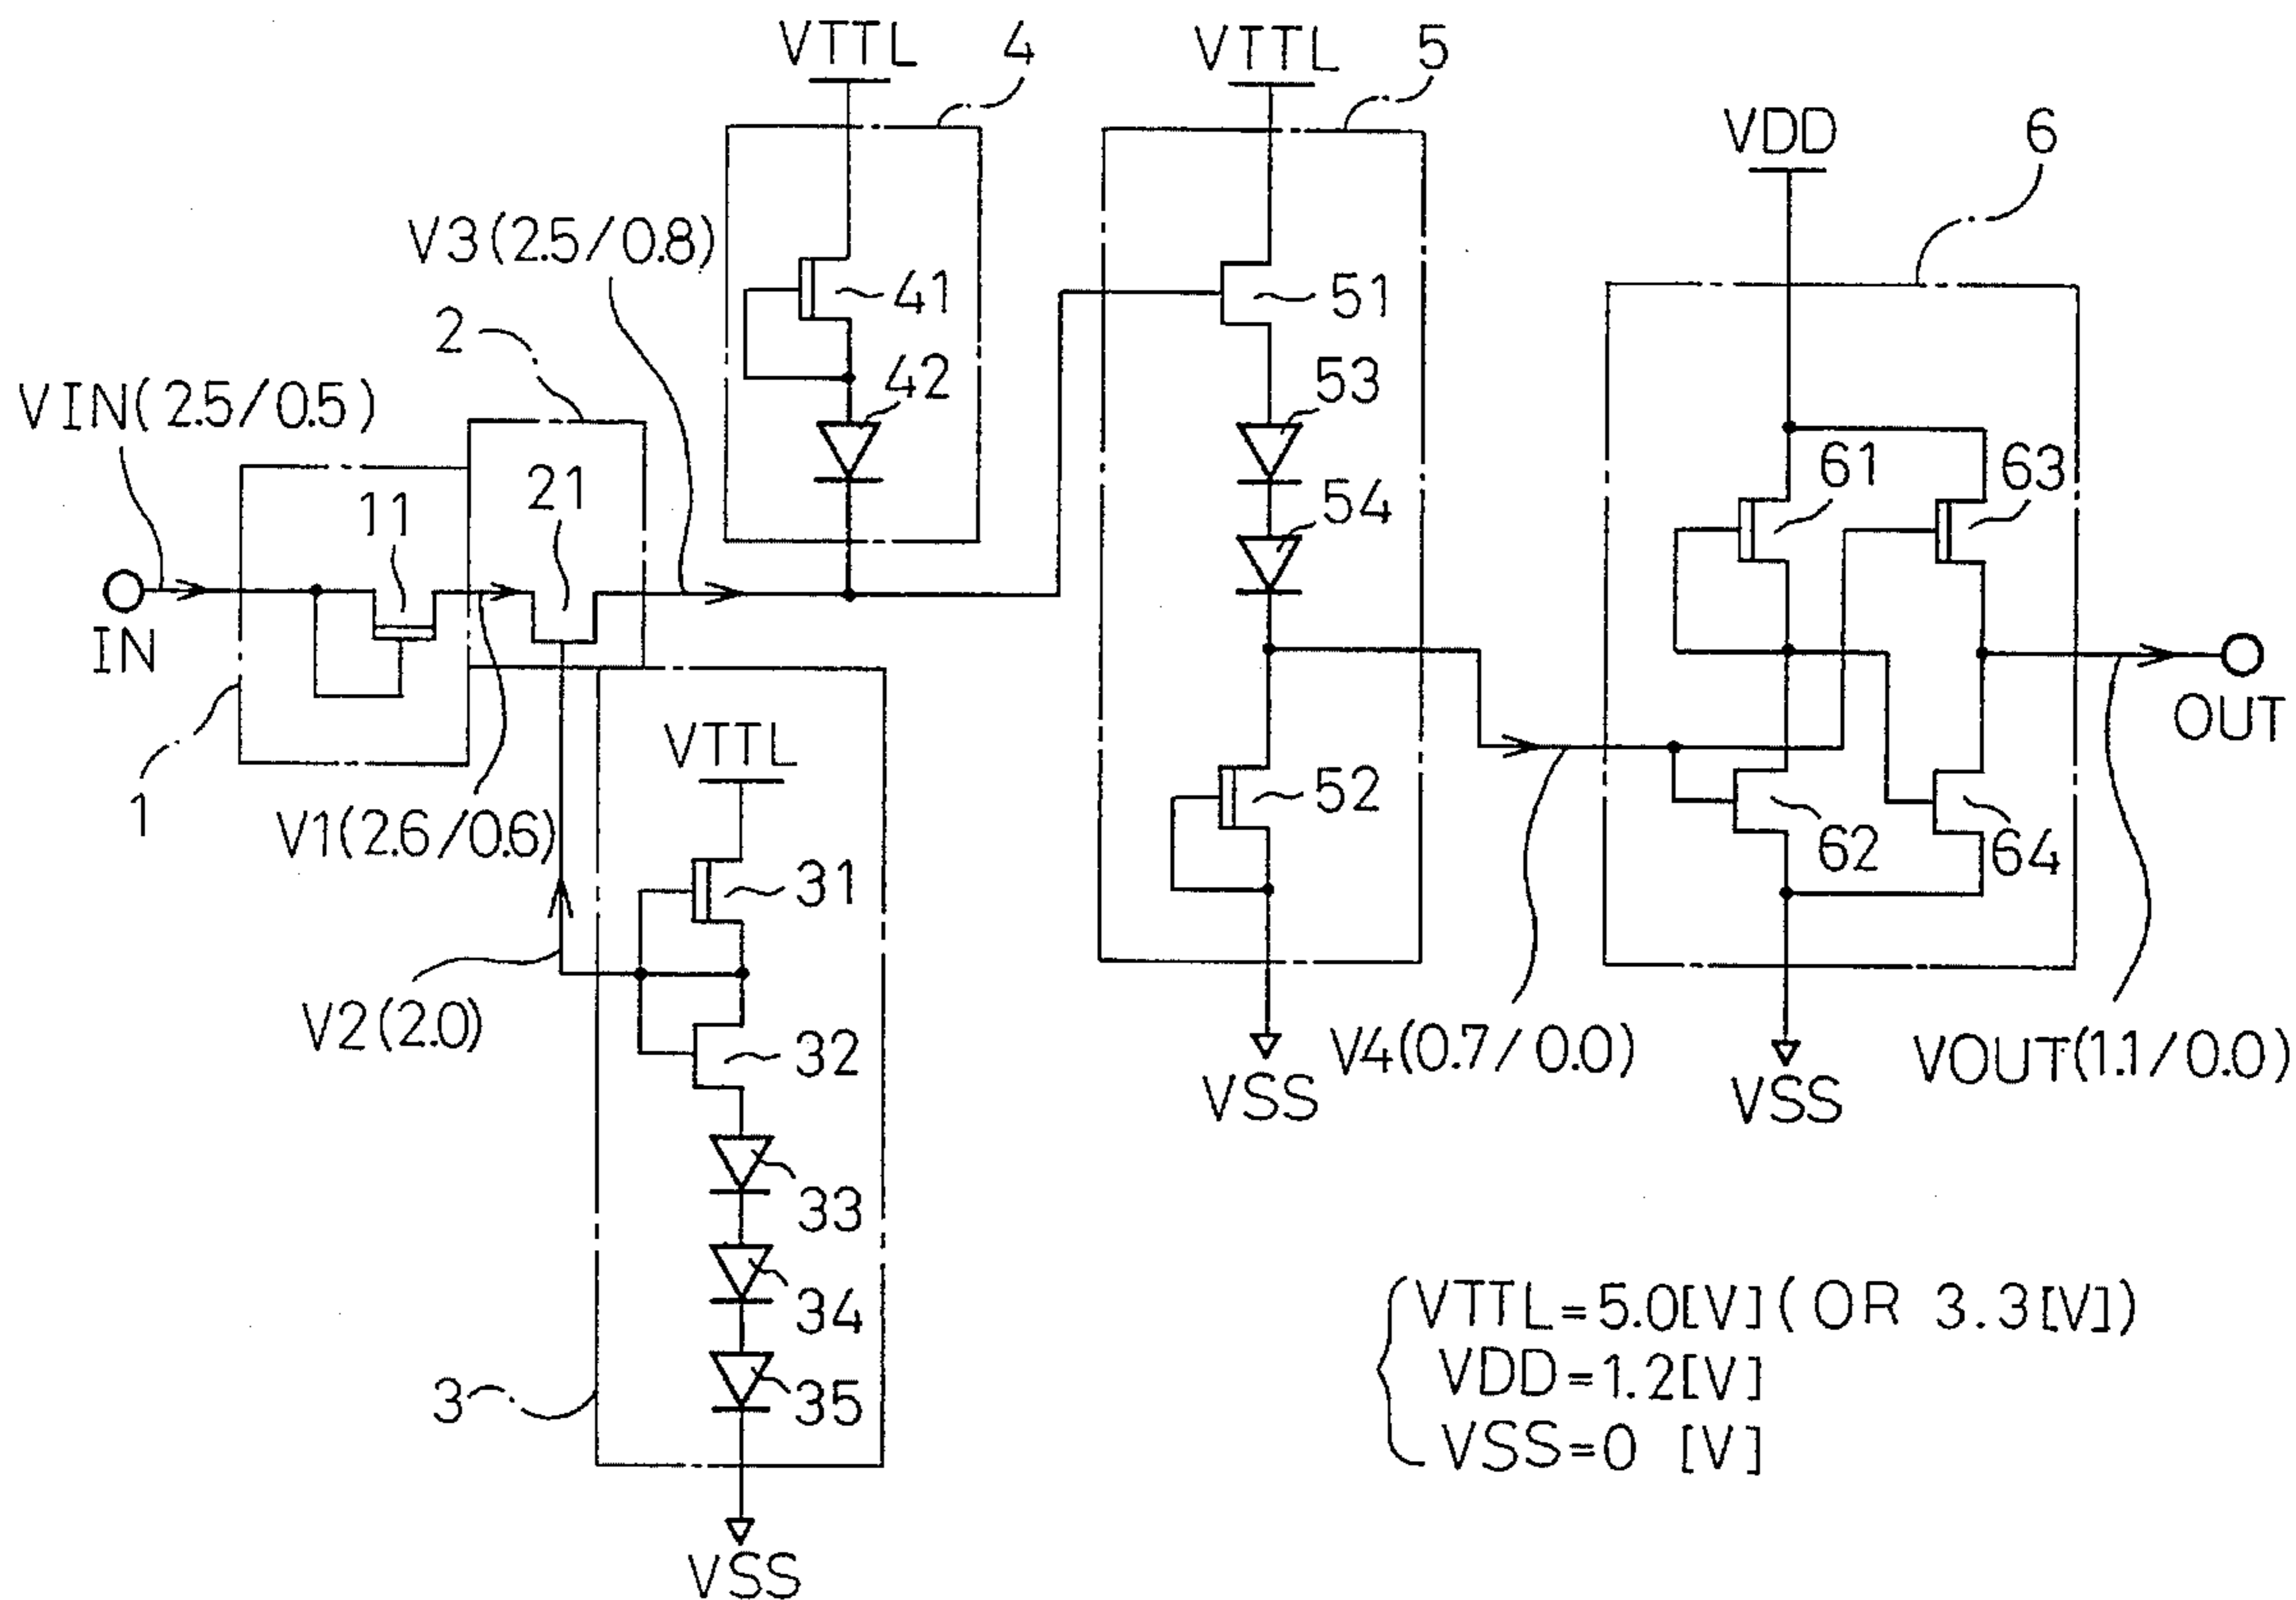 VTTL
4
VTTL
5
VDD
6
V3(2.5/0.8)
41
51
2
42
53
VIN(2.5/0.5)
61
63
11
21
54
IN
OUT
VTTL
52
1
V1(2.6/0.6)
62
64
31
V2(2.0)
32
V4(0.7/0.0)
VOUT(1.1/0.0)
VSS
VSS
33
34
VTTL=5.0[V](OR 3.3[V])
3
35
VDD=1.2[V]
VSS=0 [V]
VSS